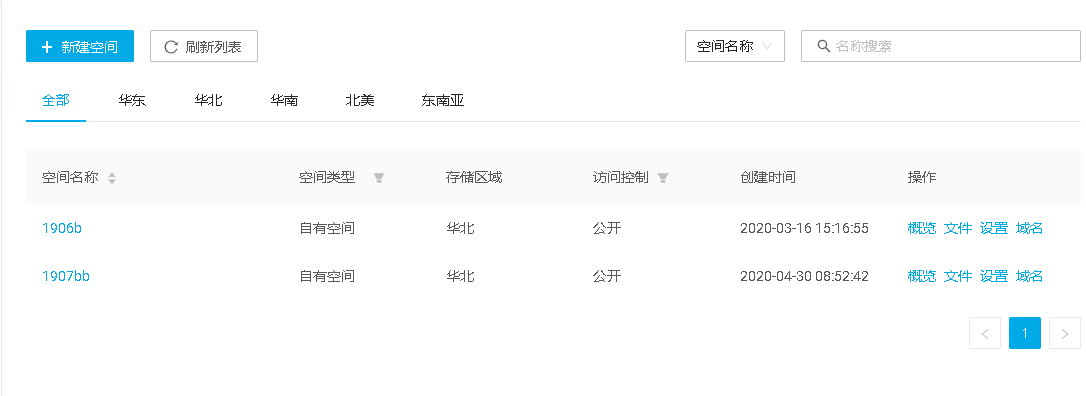 新建空间 刷新列表 空间名称 名称搜索
全部 华东 华北 华南 北美 东南亚
空间名称 空间类型 存储区域 访问控制 创建时间 操作
1906b 自有空间 华北 公开 2020-03-16 15:16:55 概览 文件 设置 域名
1907bb 自有空间 华北 公开 2020-04-30 08:52:42 概览 文件 设置 域名
1